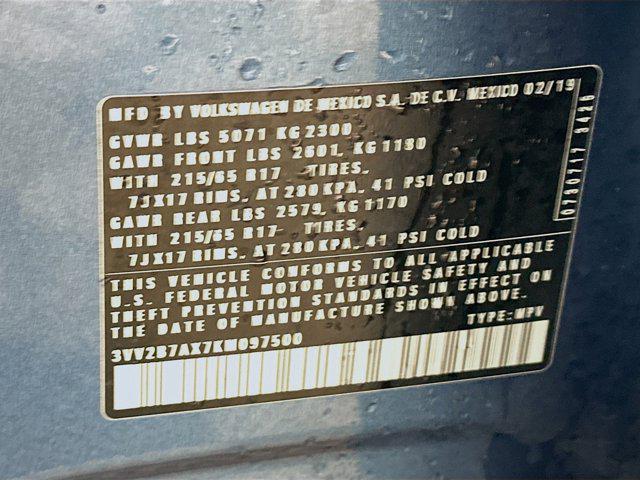 MFD BY VOLKSWAGEN DE MEXICO S.A. DE C.V. MEXICO 02/19
GVWR LBS 5071 KG 2300
GAWR FRONT LBS 2601, KG 1180
WITH 215/65 R17 TIRES,
7JX17 RIMS, AT 280 KPA, 41 PSI COLD
GAWR REAR LBS 2579, KG 1170
WITH 215/65 R17 TIRES,
7JX17 RIMS, AT 280 KPA, 41 PSI COLD
THIS VEHICLE CONFORMS TO ALL APPLICABLE
U.S. FEDERAL MOTOR VEHICLE SAFETY AND
THEFT PREVENTION STANDARDS IN EFFECT ON
THE DATE OF MANUFACTURE SHOWN ABOVE.
TYPE: MPV
3VV2B7AX7KM097500